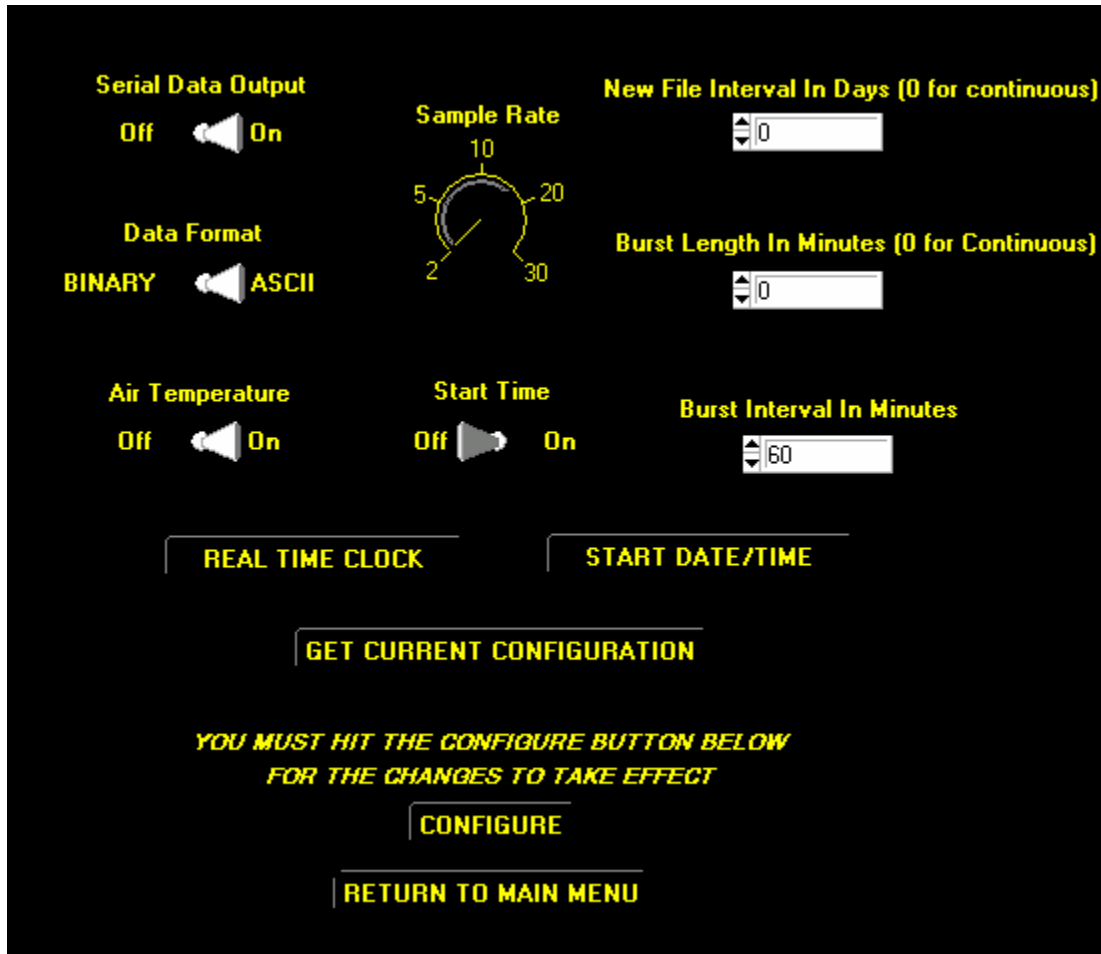 Serial Data Output
Off On
Sample Rate
2 5 10 20 30
New File Interval In Days (0 for continuous)
0
Data Format
BINARY ASCII
Burst Length In Minutes (0 for Continuous)
0
Air Temperature
Off On
Start Time
Off On
Burst Interval In Minutes
60
REAL TIME CLOCK
START DATE/TIME
GET CURRENT CONFIGURATION
YOU MUST HIT THE CONFIGURE BUTTON BELOW
FOR THE CHANGES TO TAKE EFFECT
CONFIGURE
RETURN TO MAIN MENU